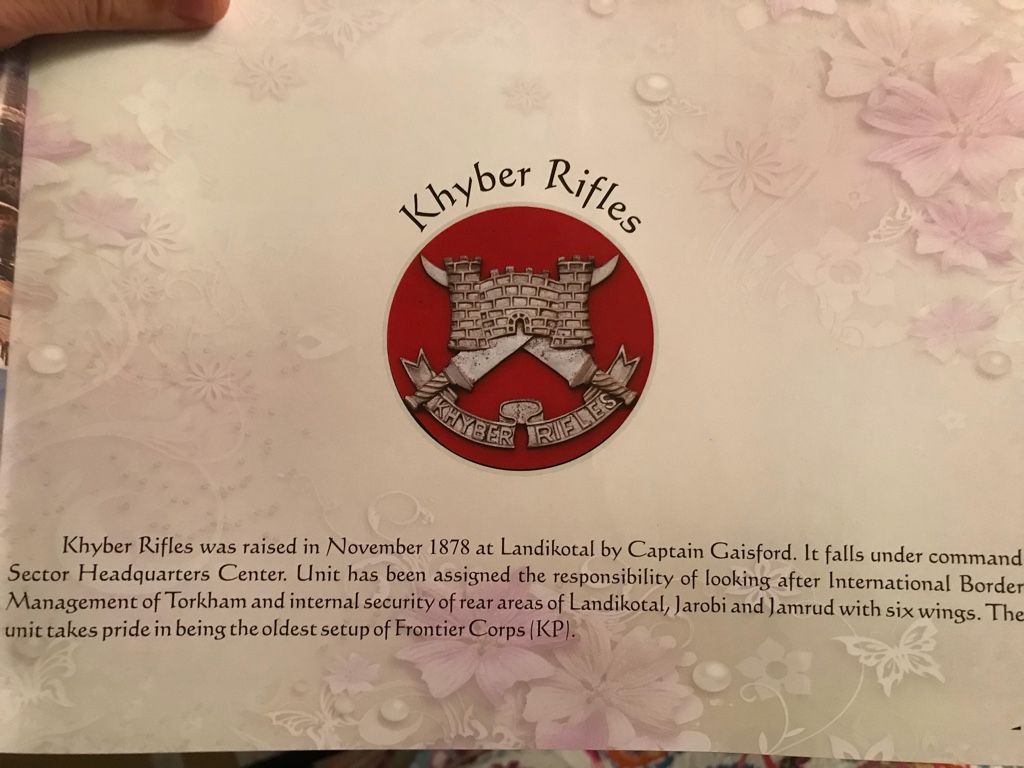 Khyber Rifles
KHYBER RIFLES
Khyber Rifles was raised in November 1878 at Landikotal by Captain Gaisford. It falls under command
Sector Headquarters Center. Unit has been assigned the responsibility of looking after International Border
Management of Torkham and internal security of rear areas of Landikotal, Jarobi and Jamrud with six wings. The
unit takes pride in being the oldest setup of Frontier Corps (KP).